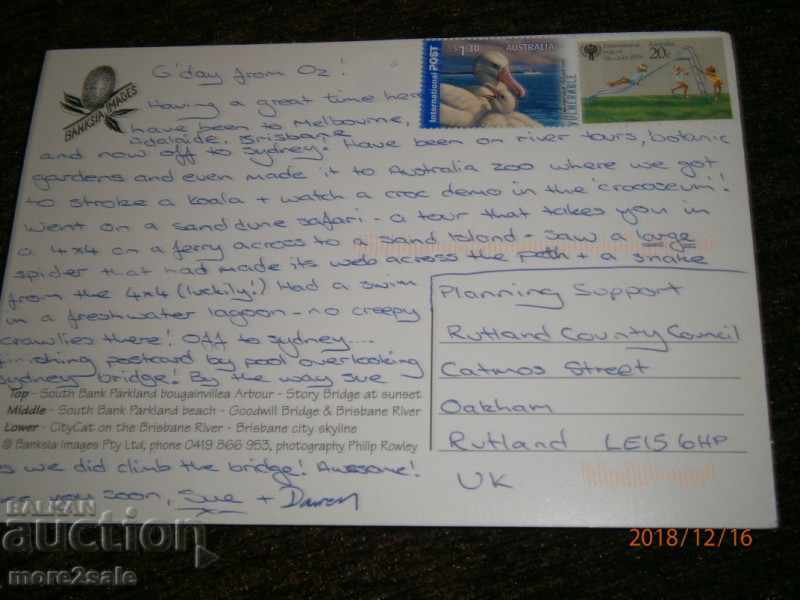 G'day from Oz!
BANKSIA IMAGES
Having a great time here
have been to Melbourne,
Adelaide, Brisbane
and now off to Sydney! Have been on river tours, botanic
gardens and even made it to Australia Zoo where we got
to stroke a koala + watch a croc demo in the 'crocoseum'!
Went on a sand dune safari - a tour that takes you in
a 4x4 on a ferry across to a sand island - saw a large
spider that had made its web across the path + a snake
from the 4x4 (luckily!) Had a swim
in a freshwater lagoon - no creepy
crawlies there! Off to Sydney....
finishing postcard by pool overlooking
Sydney bridge! By the way Sue
Top - South Bank Parkland bougainvillea Arbour - Story Bridge at sunset
Middle - South Bank Parkland beach - Goodwill Bridge & Brisbane River
Lower - CityCat on the Brisbane River - Brisbane city skyline
© Banksia Images Pty Ltd, phone 0419 866 953, photography Philip Rowley
we did climb the bridge! Awesome!
you soon, Sue + Darren
International POST
$1.10
AUSTRALIA
VULNERABLE
Australia
20c
Planning Support
Rutland County Council
Catmos Street
Oakham
Rutland LE15 6HP
UK
2018/12/16
БАЛКАН
auction
more2sale